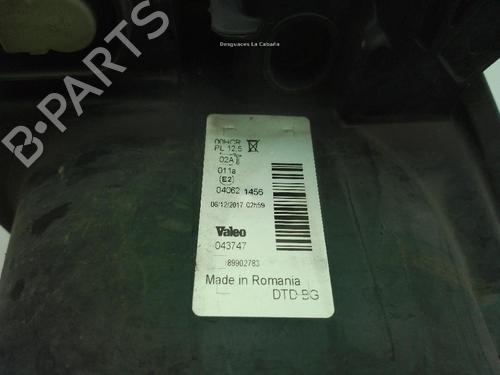 Desguaces La Cabaña
B-PARTS
00HCR
PL 12,5
02A
011a
(E2)
04062 1456
06/12/2017 02h59
Valeo
043747
89902783
Made in Romania
DTD BG